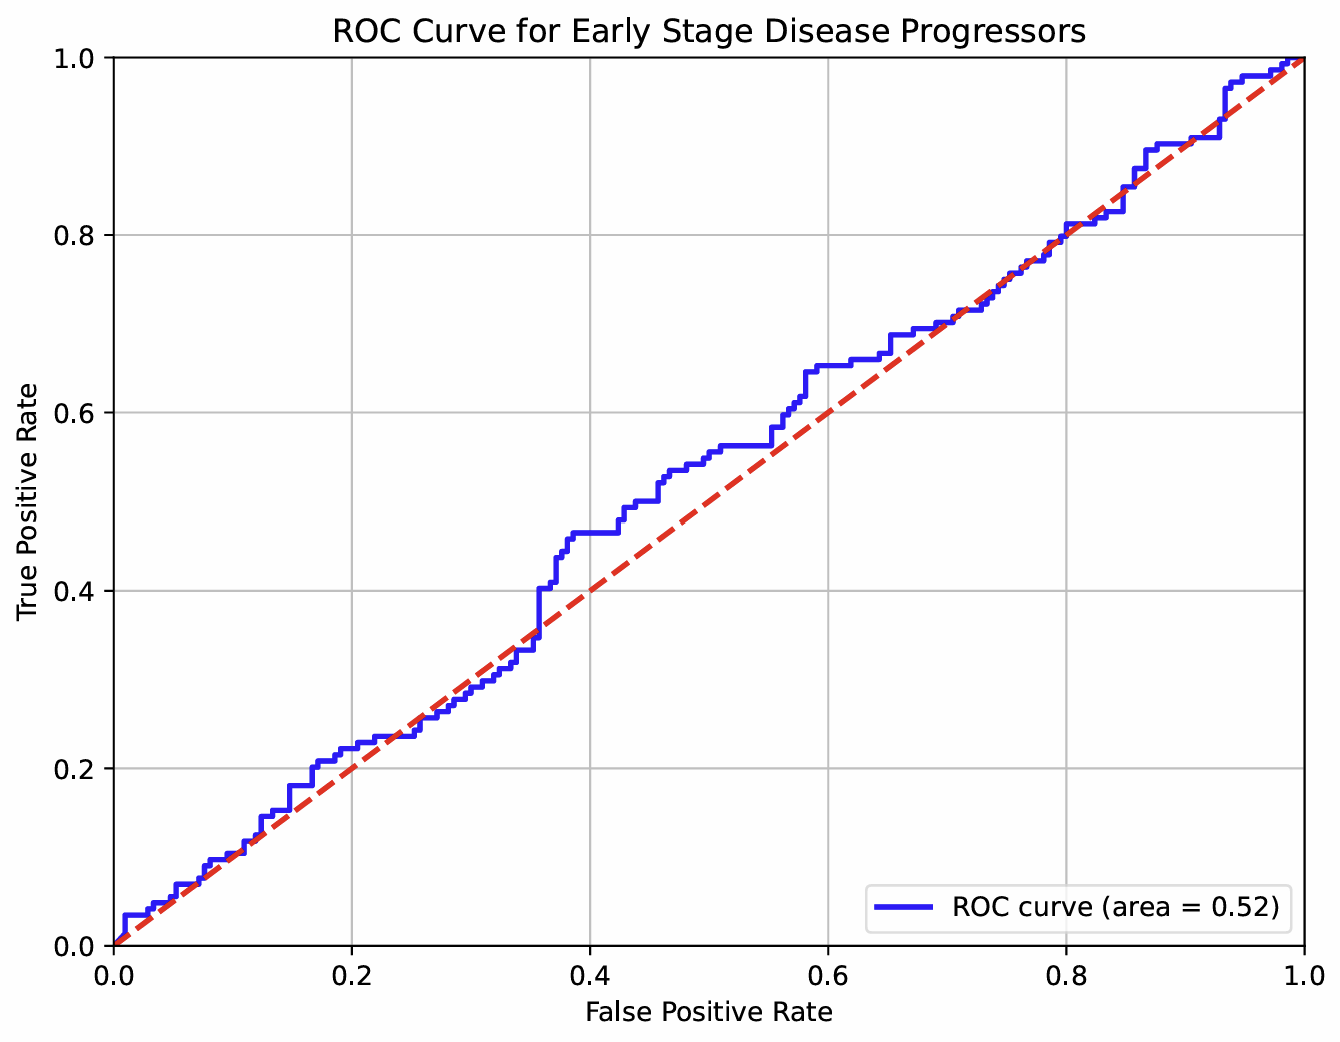 ROC Curve for Early Stage Disease Progressors
1.0
0.8
0.6
0.4
0.2
0.0
True Positive Rate
ROC curve (area = 0.52)
0.0 0.2 0.4 0.6 0.8 1.0
False Positive Rate